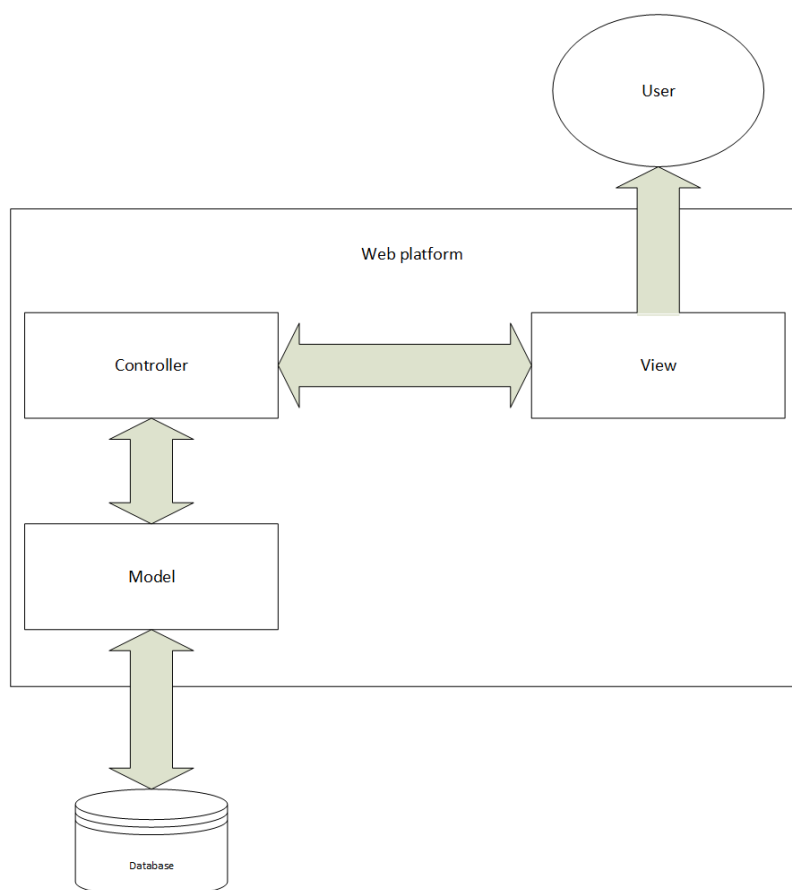 User
Web platform
Controller
View
Model
Database